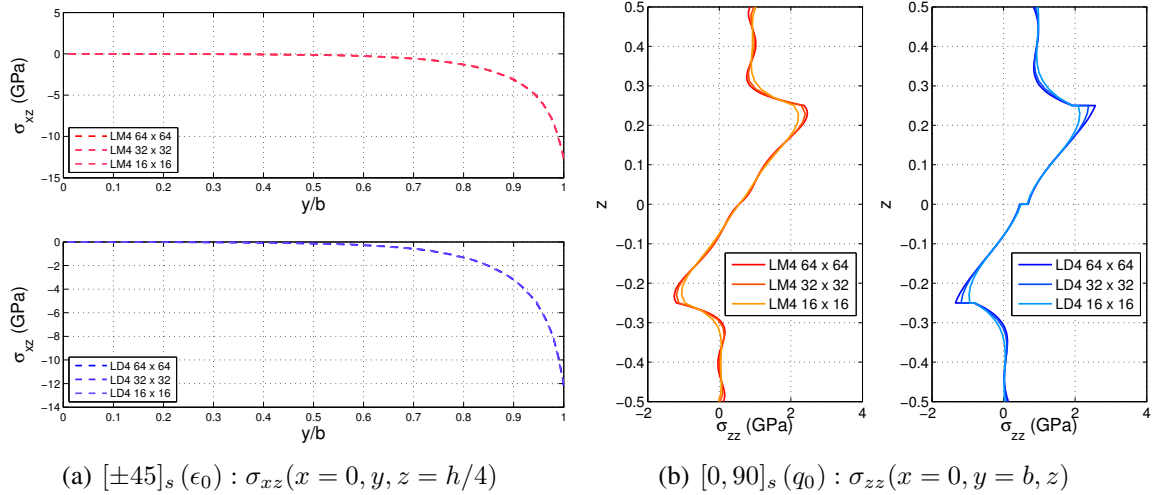 5
0
−5
−10
−15
σxz (GPa)
LM4 64 x 64
LM4 32 x 32
LM4 16 x 16
0 0.1 0.2 0.3 0.4 0.5 0.6 0.7 0.8 0.9 1
y/b
0
−2
−4
−6
−8
−10
−12
−14
σxz (GPa)
LD4 64 x 64
LD4 32 x 32
LD4 16 x 16
0 0.1 0.2 0.3 0.4 0.5 0.6 0.7 0.8 0.9 1
y/b
(a) [±45]s (ϵ0) : σxz(x = 0, y, z = h/4)
0.5
0.4
0.3
0.2
0.1
0
−0.1
−0.2
−0.3
−0.4
−0.5
z
LM4 64 x 64
LM4 32 x 32
LM4 16 x 16
−2 0 2 4
σzz (GPa)
0.5
0.4
0.3
0.2
0.1
0
−0.1
−0.2
−0.3
−0.4
−0.5
z
LD4 64 x 64
LD4 32 x 32
LD4 16 x 16
−2 0 2 4
σzz (GPa)
(b) [0, 90]s (q0) : σzz(x = 0, y = b, z)